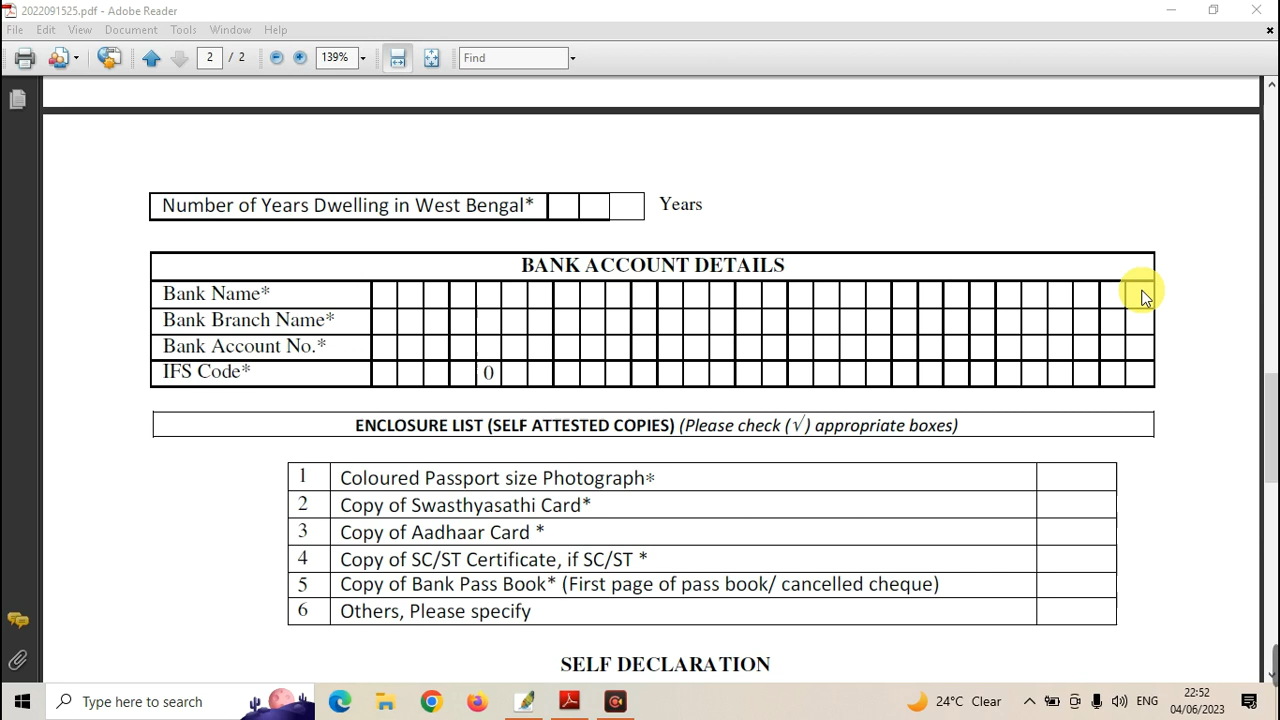 2022091525.pdf - Adobe Reader
File Edit View Document Tools Window Help
2 / 2 139% Find
Number of Years Dwelling in West Bengal* Years
BANK ACCOUNT DETAILS
Bank Name*
Bank Branch Name*
Bank Account No.*
IFS Code* 0
ENCLOSURE LIST (SELF ATTESTED COPIES) (Please check (√) appropriate boxes)
1 Coloured Passport size Photograph*
2 Copy of Swasthyasathi Card*
3 Copy of Aadhaar Card *
4 Copy of SC/ST Certificate, if SC/ST *
5 Copy of Bank Pass Book* (First page of pass book/ cancelled cheque)
6 Others, Please specify
SELF DECLARATION
Type here to search 24°C Clear ENG 22:52
04/06/2023